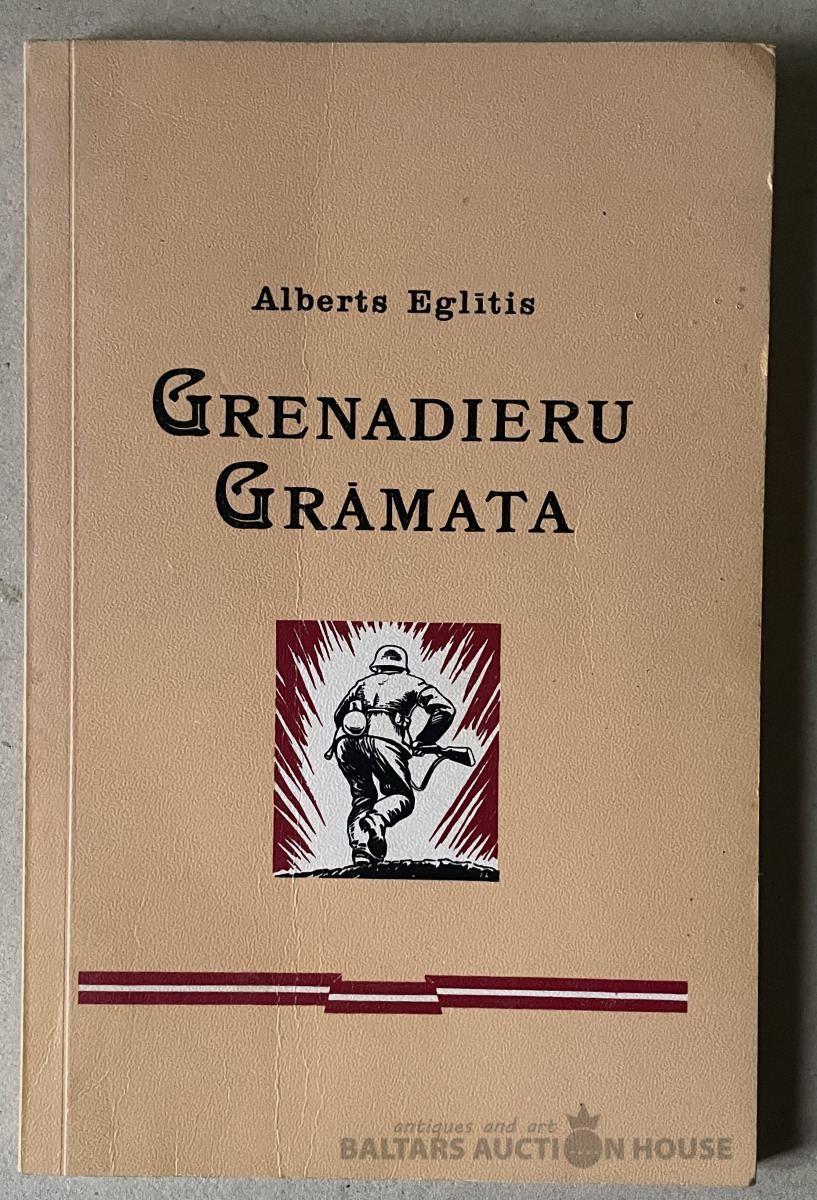 Alberts Eglītis
GRENADIERU
GRĀMATA
antiques and art
BALTARS AUCTION HOUSE